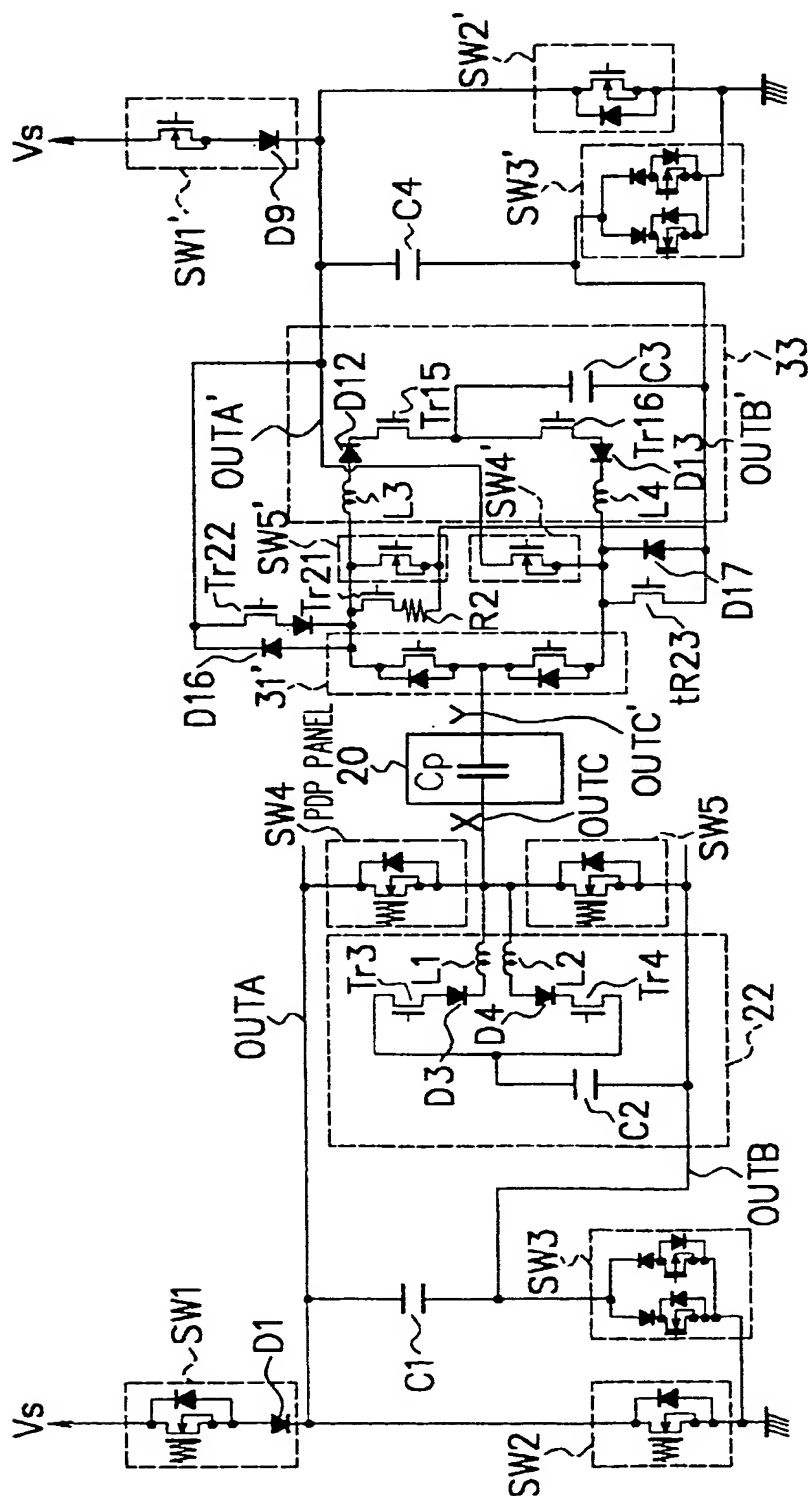 Vs
SW1
D1
OUTA
SW4
PDP PANEL
20
Cp
31'
D16
Tr22
Tr21
SW5'
OUTA'
D12
Tr15
L3
SW1'
D9
Vs
C4
SW2'
SW3'
C3
33
Tr16
SW4'
L4
D13
OUTB'
R2
D17
tR23
OUTC'
OUTC
Tr3
L1
L2
D3
D4
Tr4
SW5
22
C2
C1
OUTB
SW3
SW2